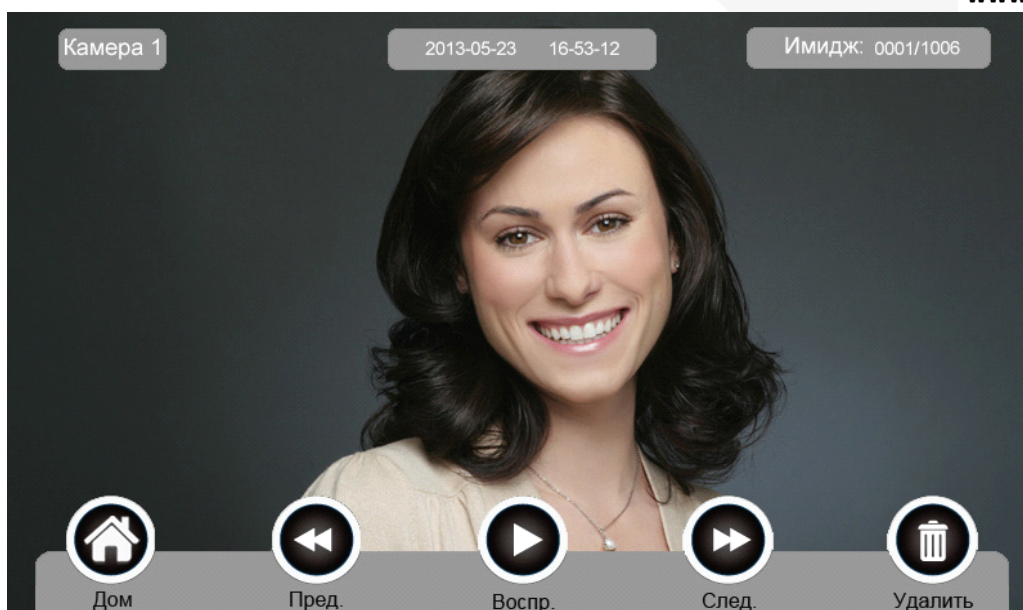 Камера 1
2013-05-23 16-53-12
Имидж: 0001/1006
Дом
Пред.
Воспр.
След.
Удалить